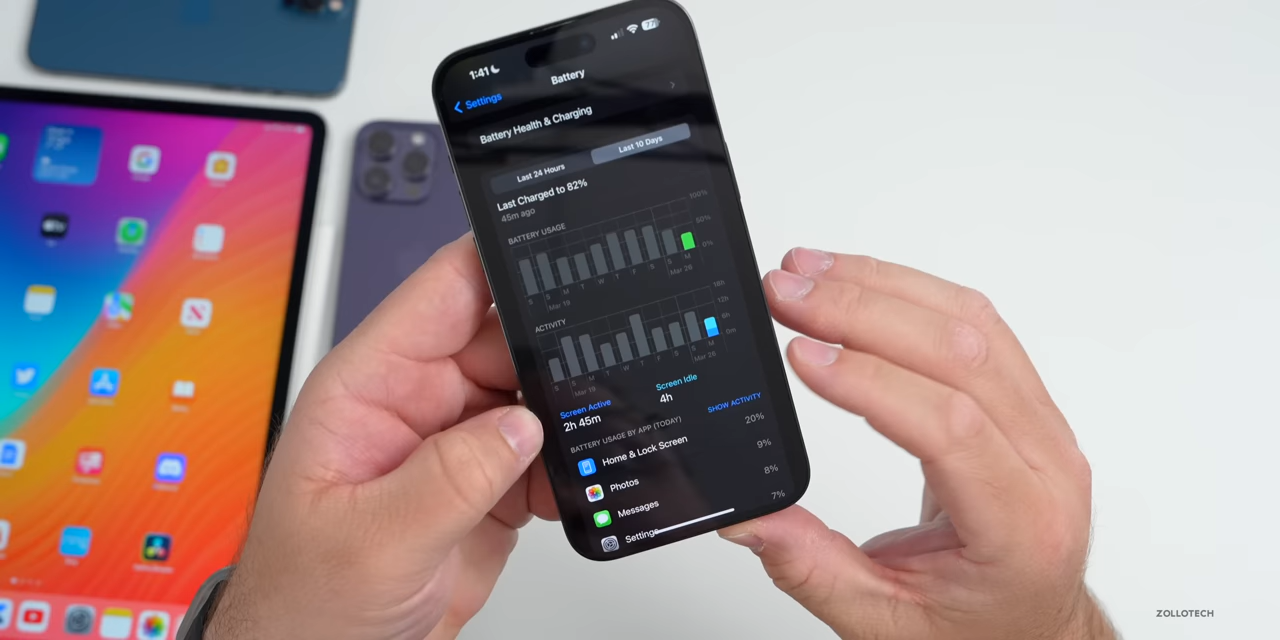 1:41
77
Settings
Battery
Battery Health & Charging
Last 24 Hours
Last 10 Days
Last Charged to 82%
45m ago
BATTERY USAGE
100%
50%
0%
S S M T W T F S S M
Mar 19
Mar 26
ACTIVITY
18h
12h
6h
0m
S S M T W T F S S M
Mar 19
Mar 26
Screen Active
2h 45m
Screen Idle
4h
BATTERY USAGE BY APP (TODAY)
SHOW ACTIVITY
Home & Lock Screen
20%
Photos
9%
Messages
8%
Settings
7%
ZOLLOTECH